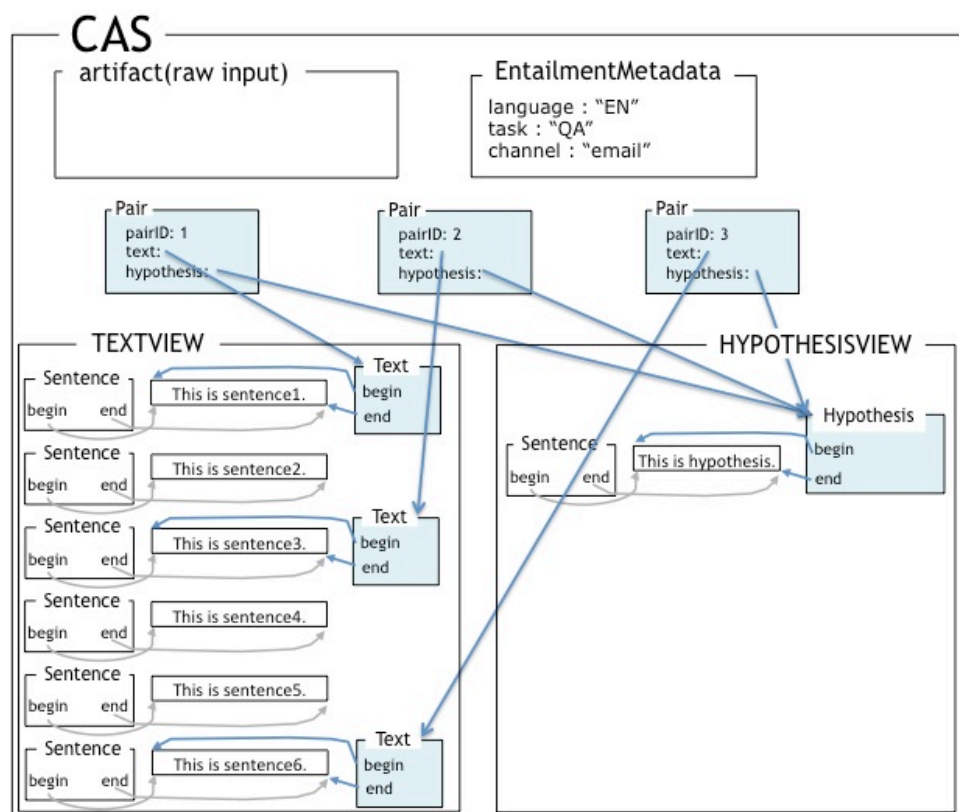 CAS
artifact(raw input)
EntailmentMetadata
language : “EN”
task : “QA”
channel : “email”
Pair
pairID: 1
text:
hypothesis:
Pair
pairID: 2
text:
hypothesis:
Pair
pairID: 3
text:
hypothesis:
TEXTVIEW
Sentence
begin end
This is sentence1.
Text
begin
end
Sentence
begin end
This is sentence2.
Sentence
begin end
This is sentence3.
Text
begin
end
Sentence
begin end
This is sentence4.
Sentence
begin end
This is sentence5.
Sentence
begin end
This is sentence6.
Text
begin
end
HYPOTHESISVIEW
Sentence
begin end
This is hypothesis.
Hypothesis
begin
end